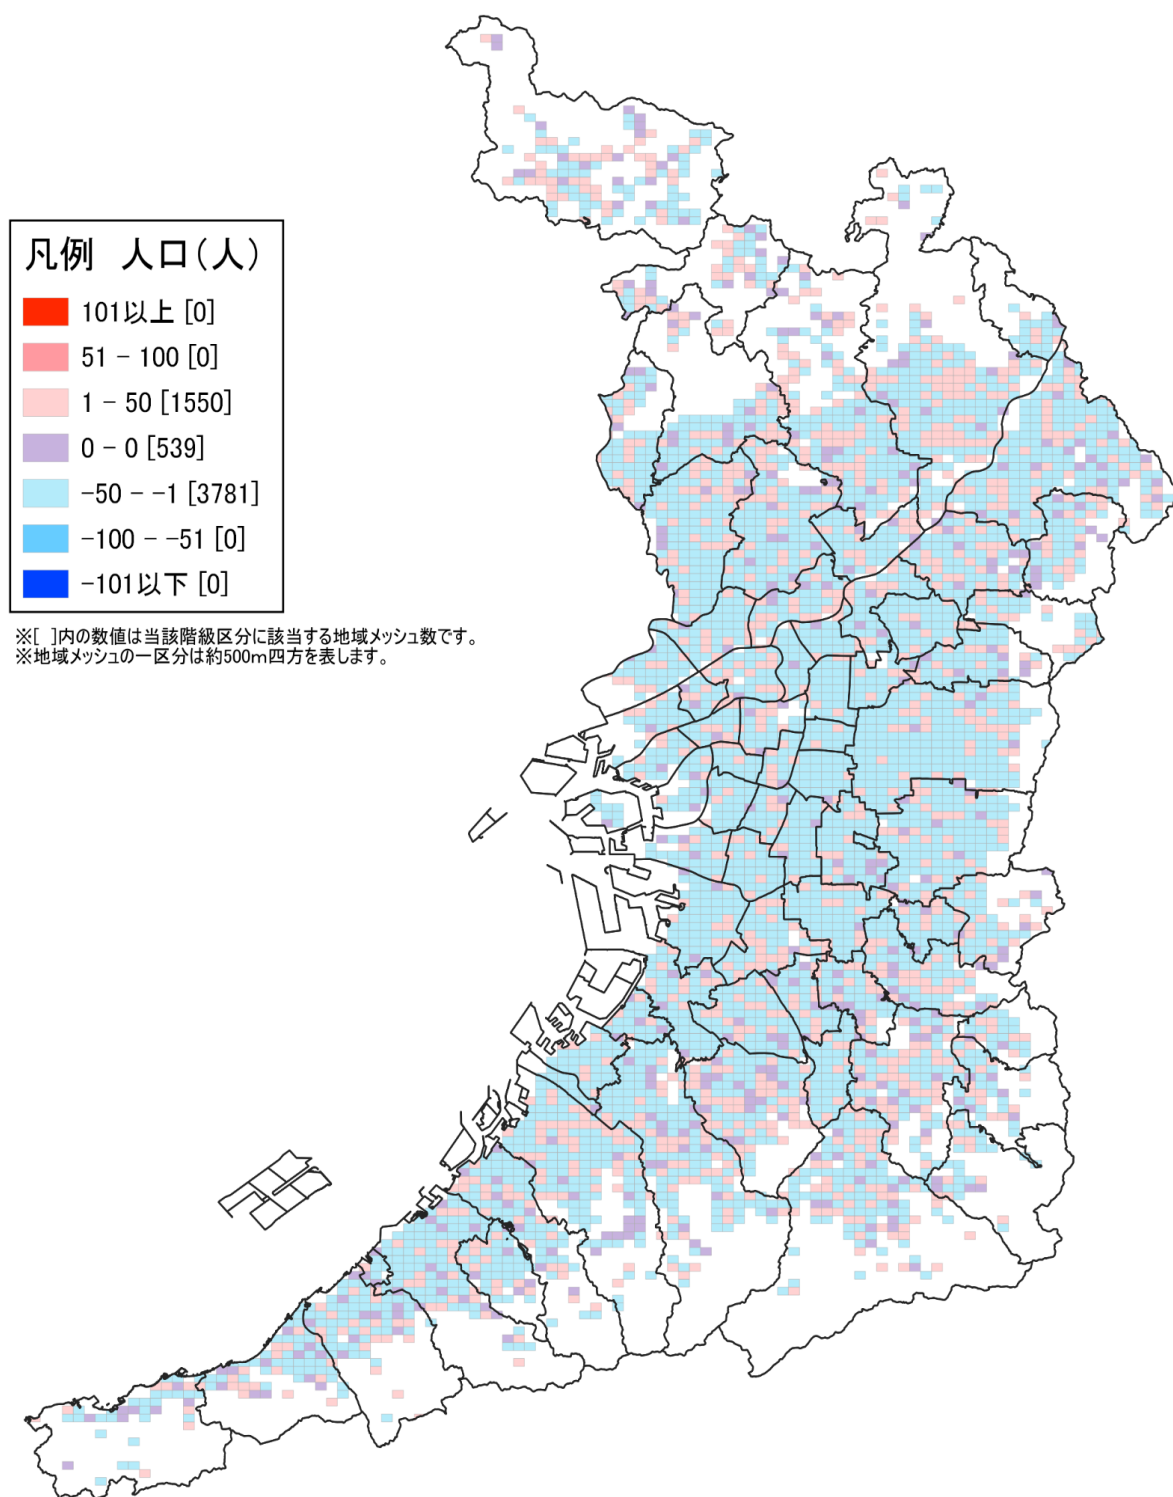 凡例　人口(人)
101以上 [0]
51 - 100 [0]
1 - 50 [1550]
0 - 0 [539]
-50 - -1 [3781]
-100 - -51 [0]
-101以下 [0]
※[ ]内の数値は当該階級区分に該当する地域メッシュ数です。
※地域メッシュの一区分は約500m四方を表します。